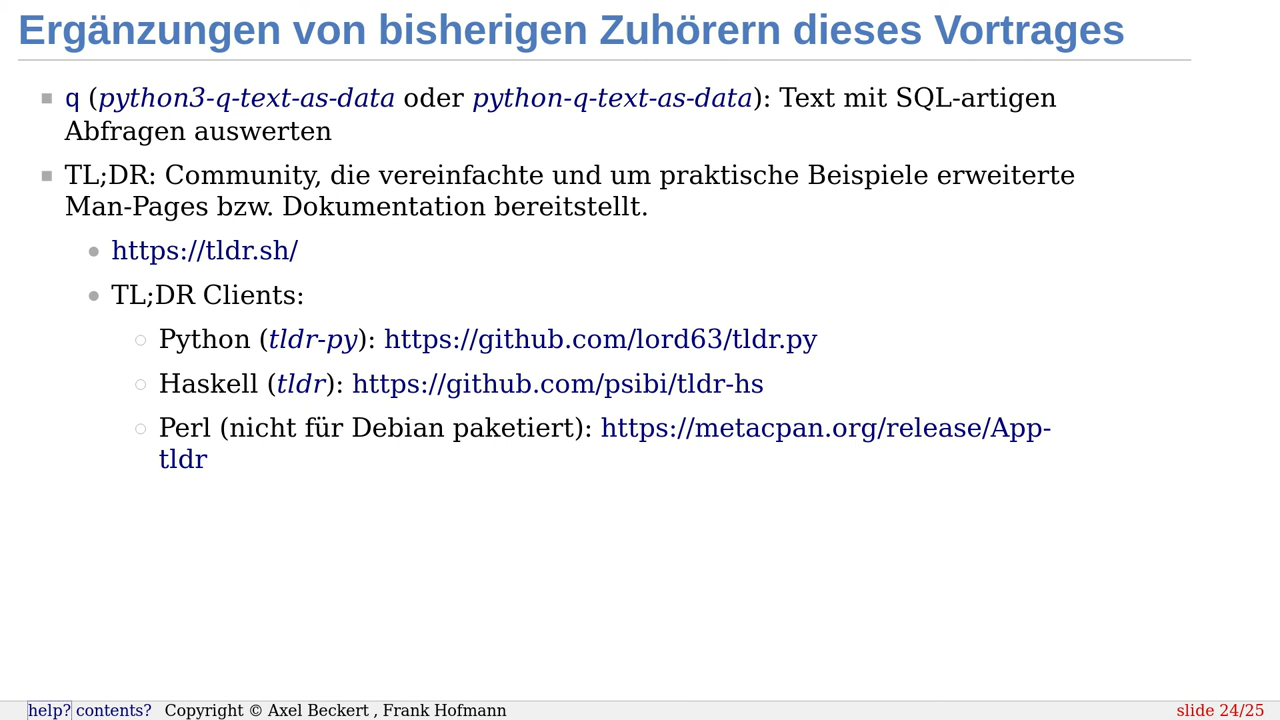 Ergänzungen von bisherigen Zuhörern dieses Vortrages
q (python3-q-text-as-data oder python-q-text-as-data): Text mit SQL-artigen
Abfragen auswerten
TL;DR: Community, die vereinfachte und um praktische Beispiele erweiterte
Man-Pages bzw. Dokumentation bereitstellt.
https://tldr.sh/
TL;DR Clients:
Python (tldr-py): https://github.com/lord63/tldr.py
Haskell (tldr): https://github.com/psibi/tldr-hs
Perl (nicht für Debian paketiert): https://metacpan.org/release/App-
tldr
help? contents? Copyright © Axel Beckert , Frank Hofmann slide 24/25